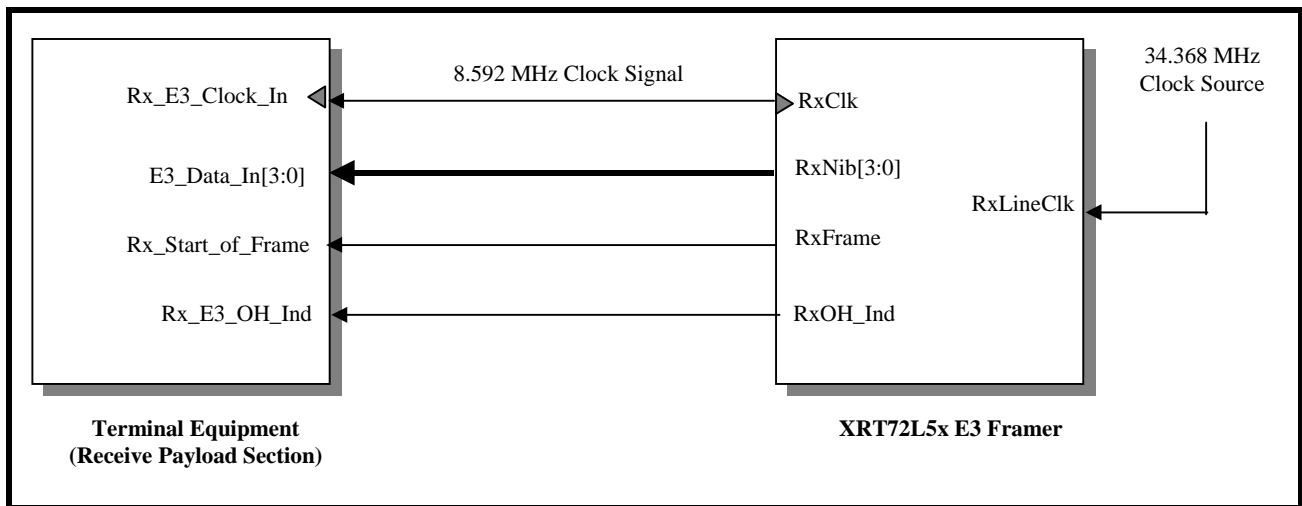 34.368 MHz
Clock Source
8.592 MHz Clock Signal
Rx_E3_Clock_In
RxClk
E3_Data_In[3:0]
RxNib[3:0]
RxLineClk
Rx_Start_of_Frame
RxFrame
Rx_E3_OH_Ind
RxOH_Ind
Terminal Equipment
(Receive Payload Section)
XRT72L5x E3 Framer